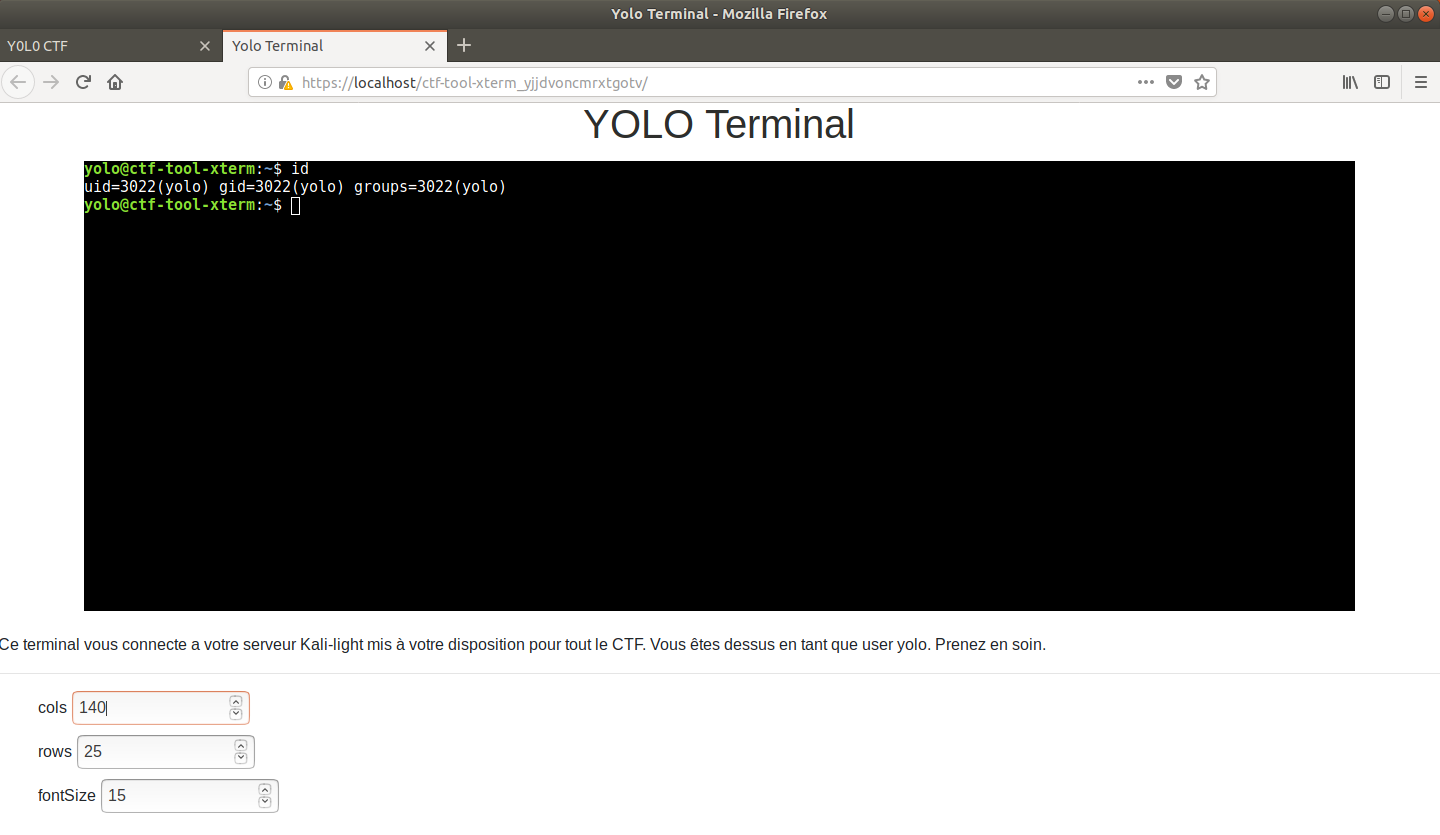 Yolo Terminal - Mozilla Firefox
Y0L0 CTF
Yolo Terminal
https://localhost/ctf-tool-xterm_yjjdvoncmrxtgotv/
YOLO Terminal
yolo@ctf-tool-xterm:~$ id
uid=3022(yolo) gid=3022(yolo) groups=3022(yolo)
yolo@ctf-tool-xterm:~$
Ce terminal vous connecte a votre serveur Kali-light mis à votre disposition pour tout le CTF. Vous êtes dessus en tant que user yolo. Prenez en soin.
cols 140
rows 25
fontSize 15